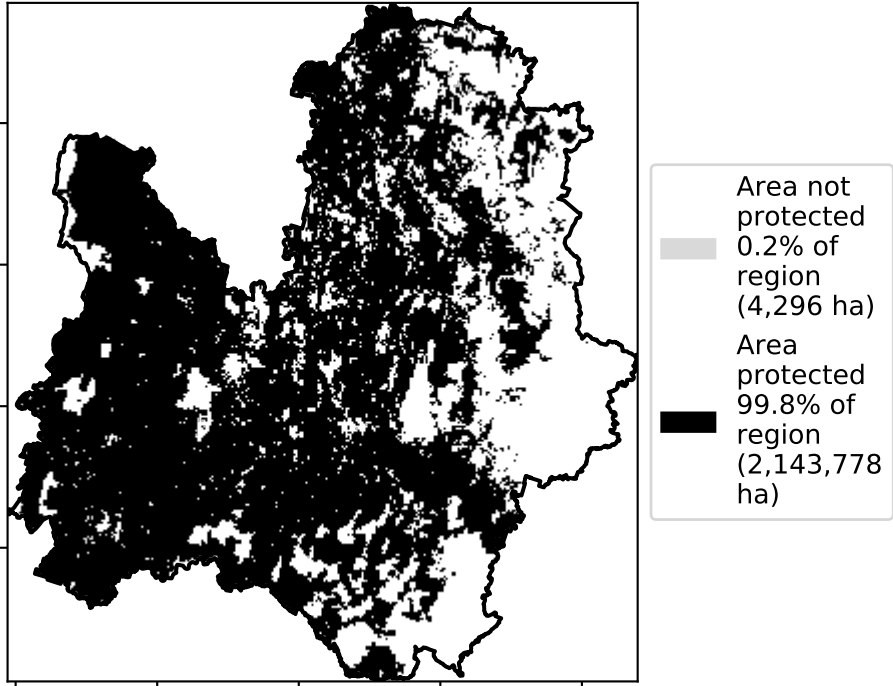 Area not
protected
0.2% of
region
(4,296 ha)
Area
protected
99.8% of
region
(2,143,778
ha)